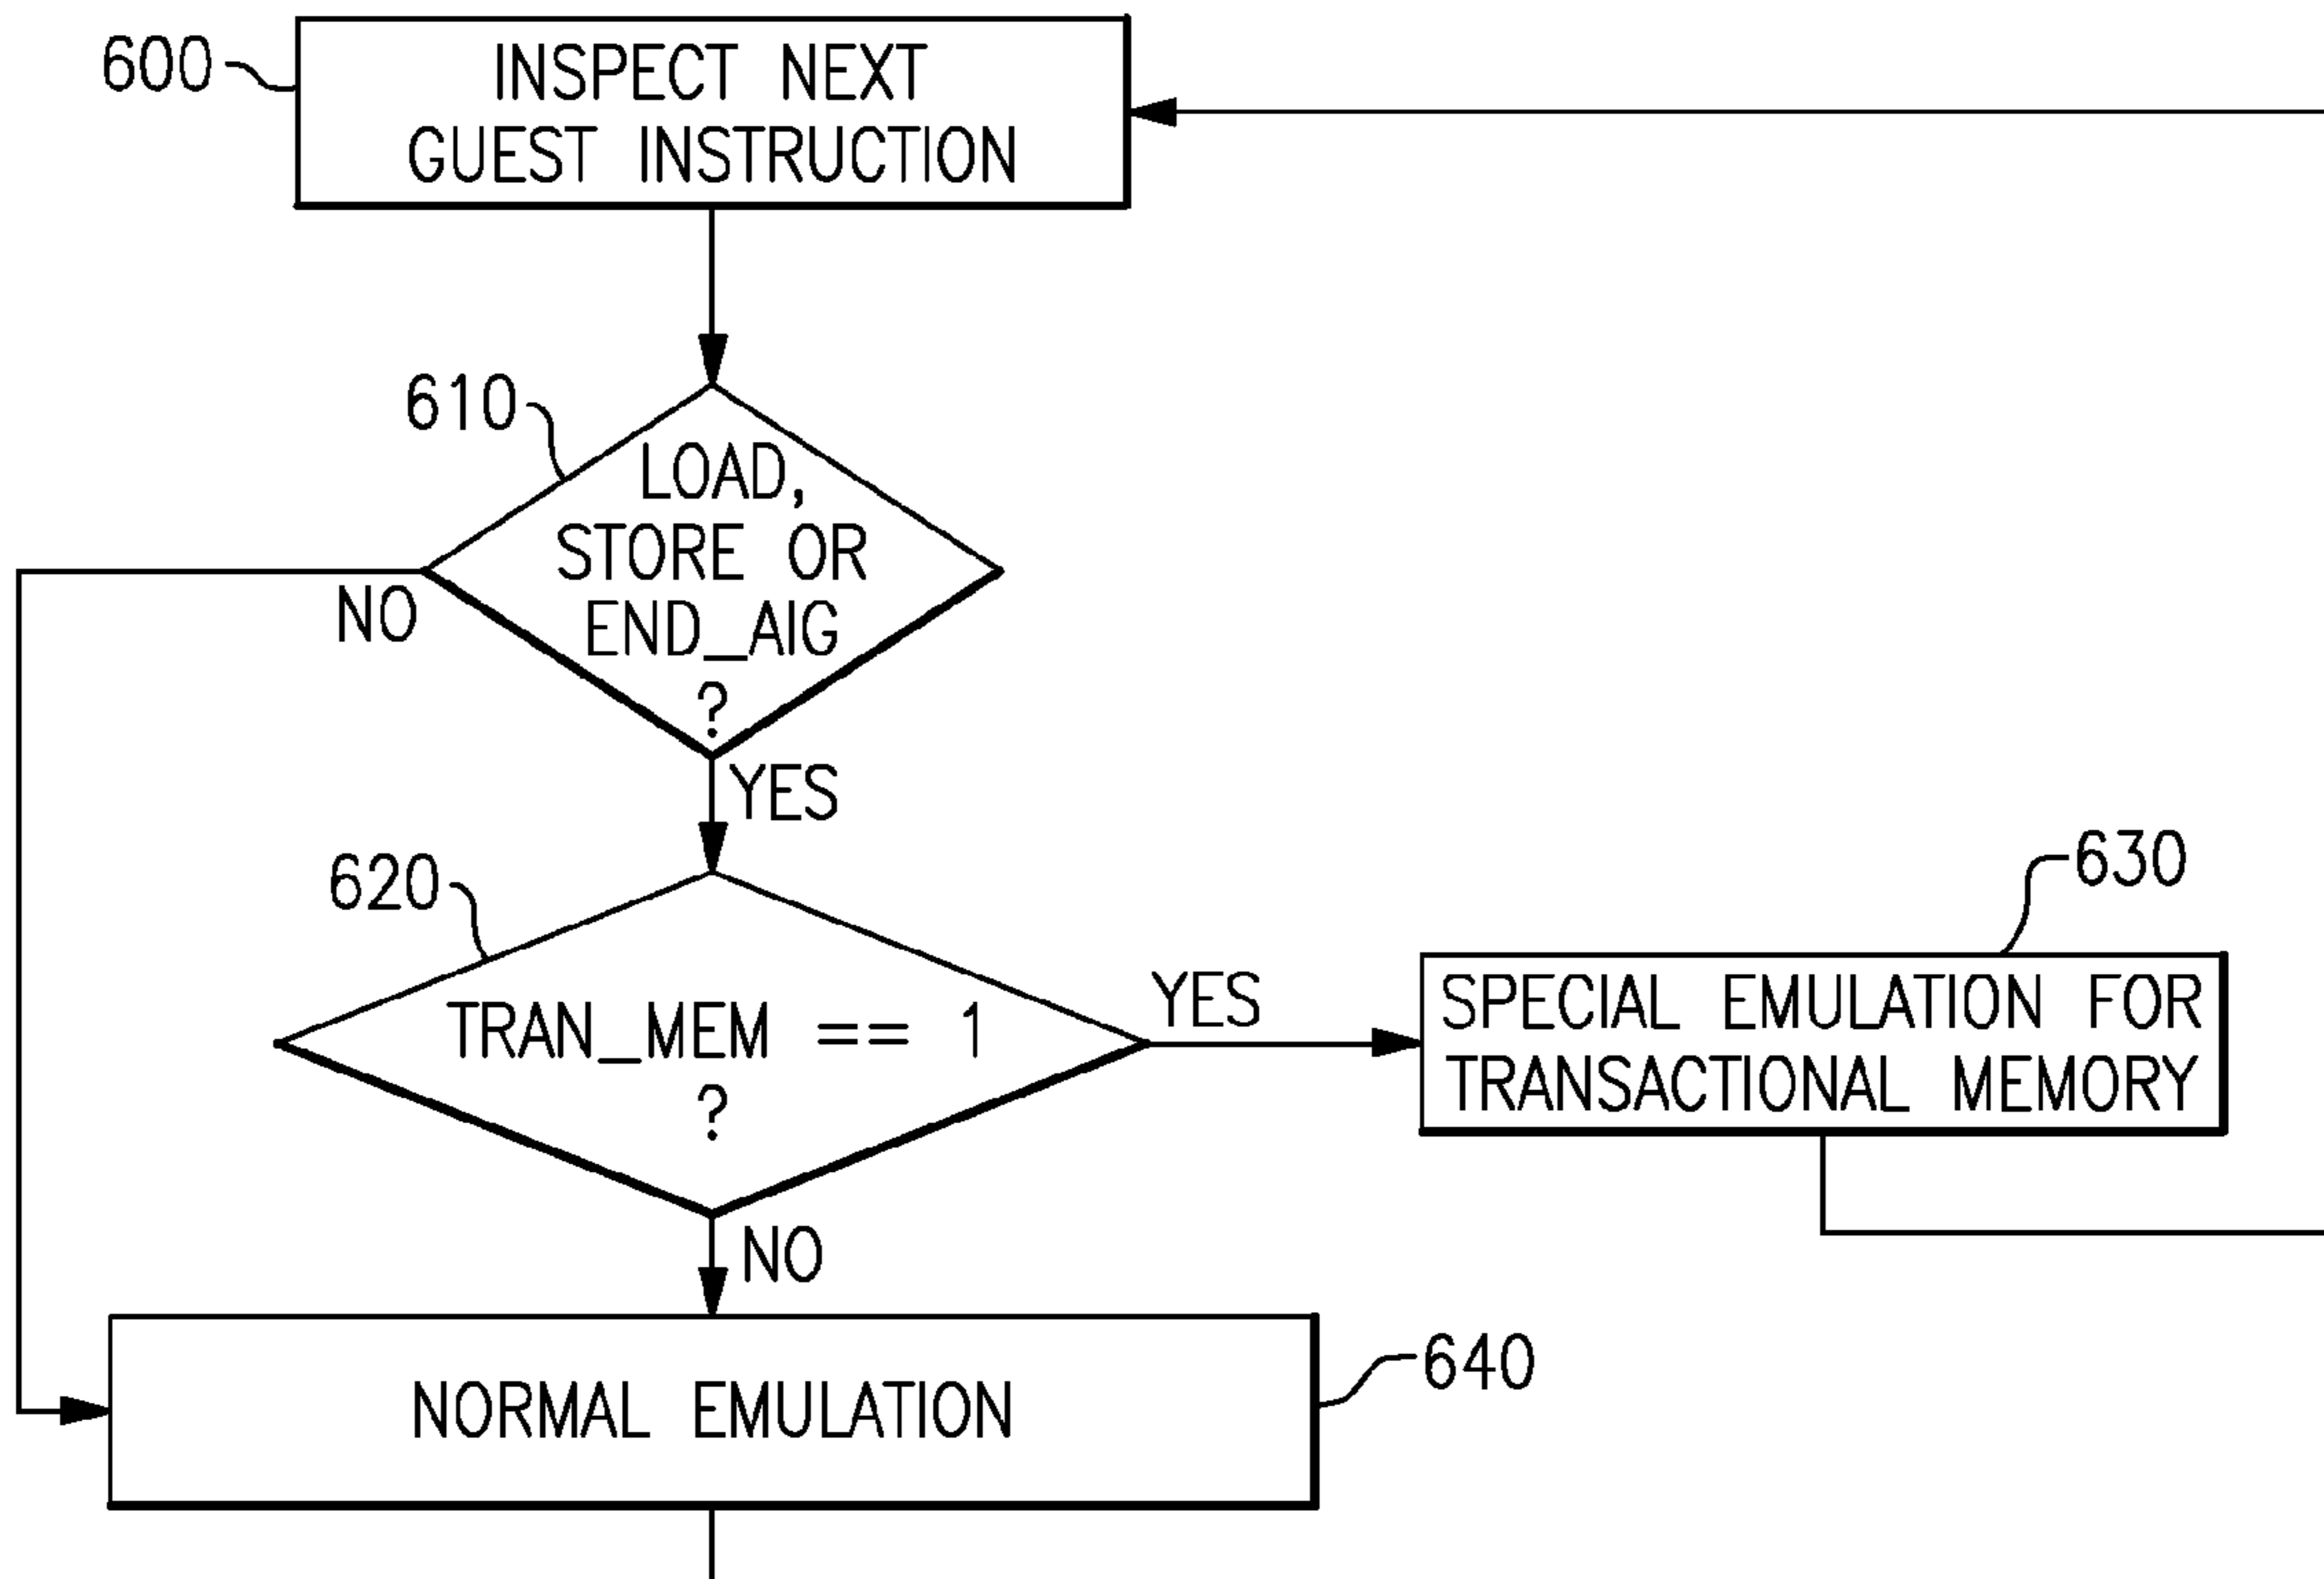 600
INSPECT NEXT
GUEST INSTRUCTION
610
LOAD,
STORE OR
END_AIG
?
NO
YES
620
TRAN_MEM == 1
?
YES
630
SPECIAL EMULATION FOR
TRANSACTIONAL MEMORY
NO
640
NORMAL EMULATION